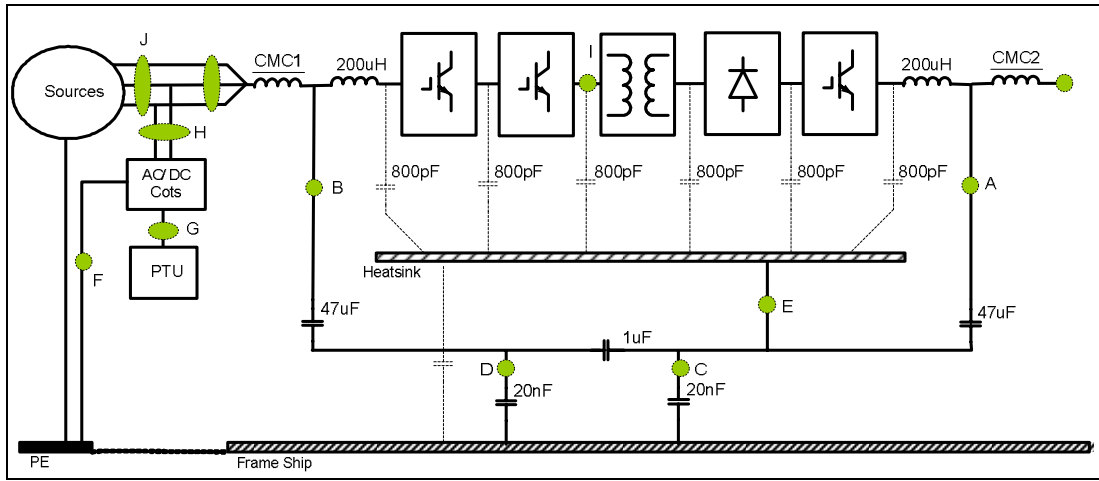 J
CMC1
200uH
I
200uH
CMC2
Sources
H
AC/DC
Cots
800pF
800pF
800pF
800pF
800pF
800pF
B
A
G
PTU
F
Heatsink
E
47uF
47uF
1uF
D
C
20nF
20nF
PE
Frame Ship